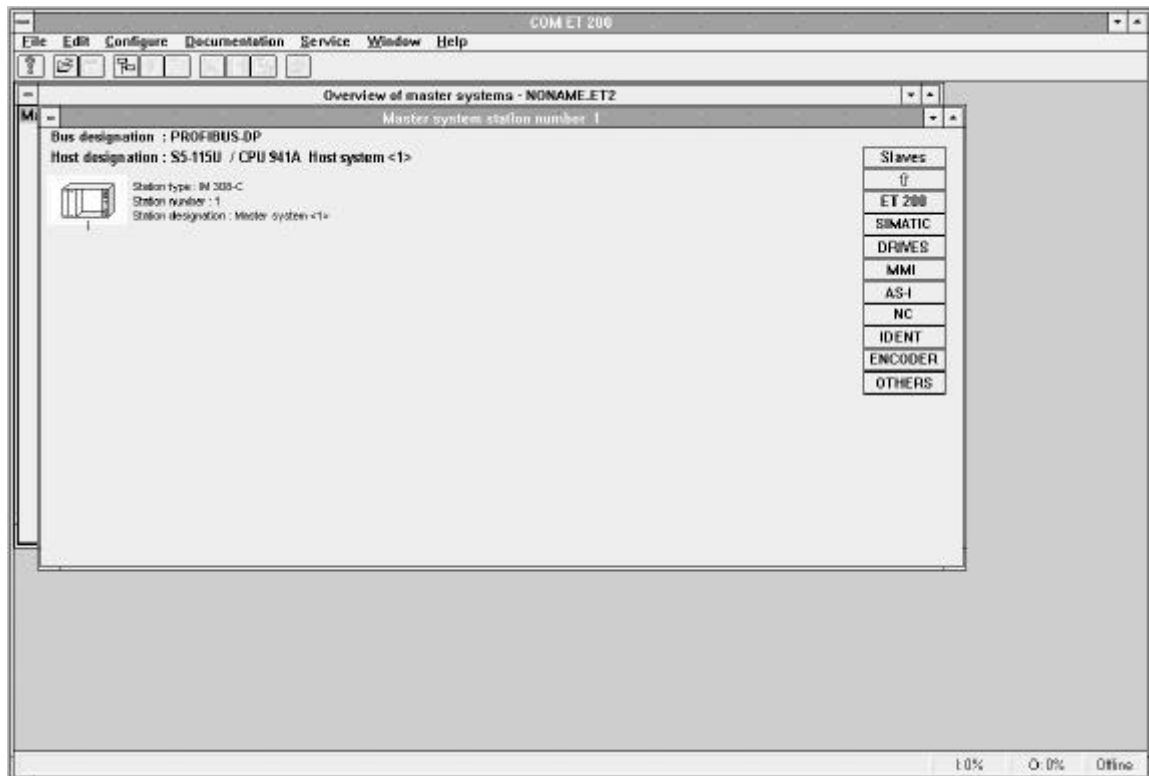 COM ET 200
File Edit Configure Documentation Service Window Help
Overview of master systems - NONAME.ET2
Master system station number 1
Bus designation : PROFIBUS-DP
Host designation : S5-115U / CPU 941A Host system <1>
Station type : IM 308-C
Station number : 1
Station designation : Master system <1>
1
Slaves
ET 200
SIMATIC
DRIVES
MMI
AS-I
NC
IDENT
ENCODER
OTHERS
I:0% O:0% Offline